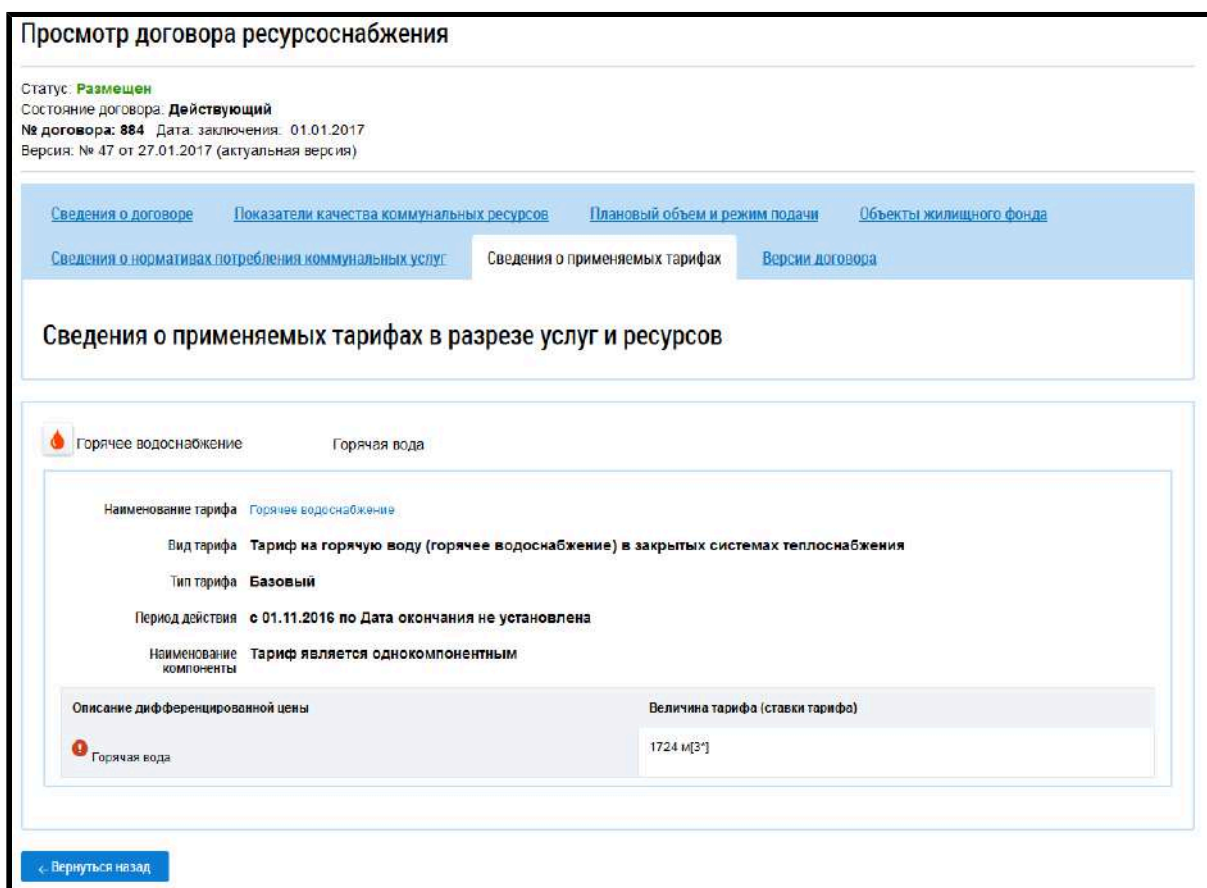 Просмотр договора ресурсоснабжения
Статус: Размещен
Состояние договора: Действующий
№ договора: 884 Дата: заключения: 01.01.2017
Версия: № 47 от 27.01.2017 (актуальная версия)
Сведения о договоре Показатели качества коммунальных ресурсов Плановый объем и режим подачи Объекты жилищного фонда
Сведения о нормативах потребления коммунальных услуг Сведения о применяемых тарифах Версии договора
Сведения о применяемых тарифах в разрезе услуг и ресурсов
Горячее водоснабжение Горячая вода
Наименование тарифа Горячее водоснабжение
Вид тарифа Тариф на горячую воду (горячее водоснабжение) в закрытых системах теплоснабжения
Тип тарифа Базовый
Период действия с 01.11.2016 по Дата окончания не установлена
Наименование Тариф является однокомпонентным
компоненты
Описание дифференцированной цены Величина тарифа (ставки тарифа)
Горячая вода 1724 м[3*]
← Вернуться назад